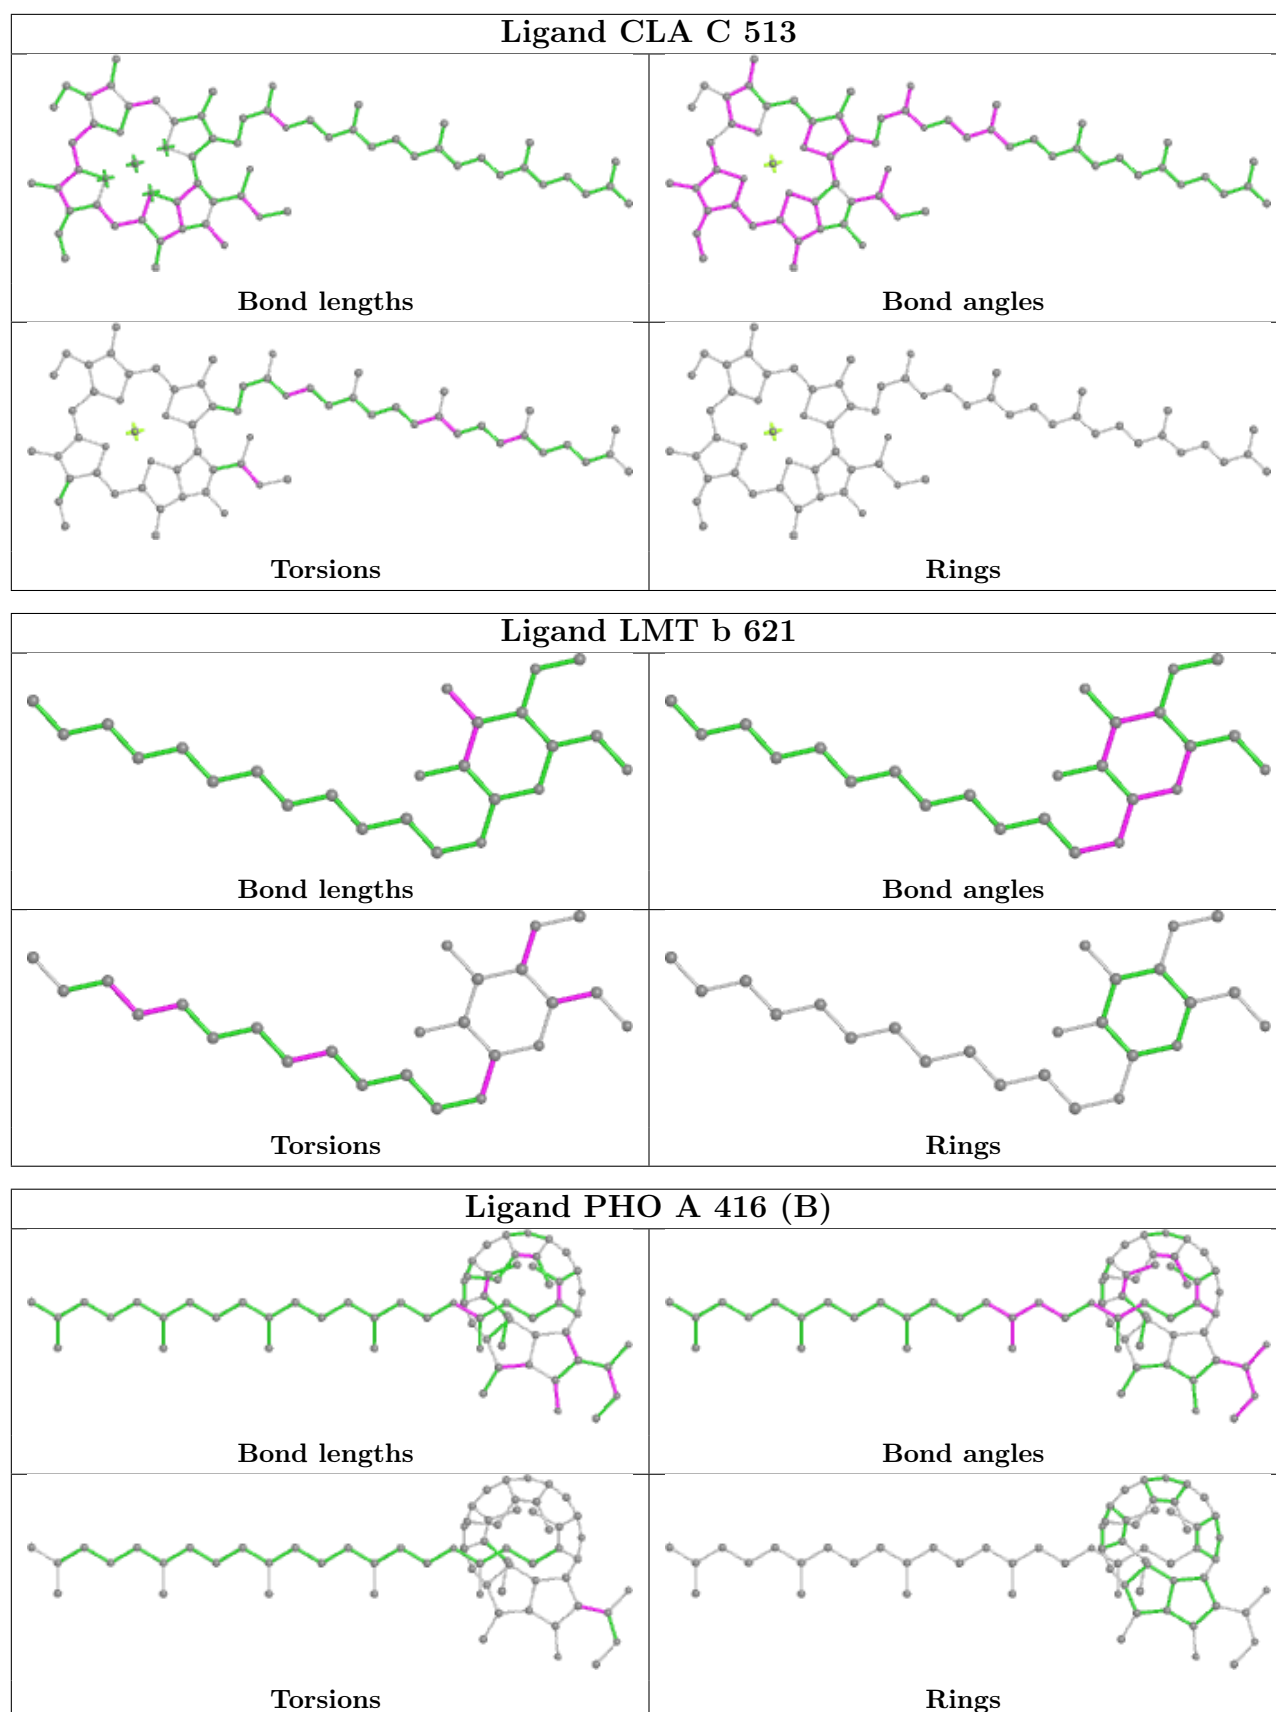 Ligand CLA C 513
Bond lengths
Bond angles
Torsions
Rings
Ligand LMT b 621
Bond lengths
Bond angles
Torsions
Rings
Ligand PHO A 416 (B)
Bond lengths
Bond angles
Torsions
Rings